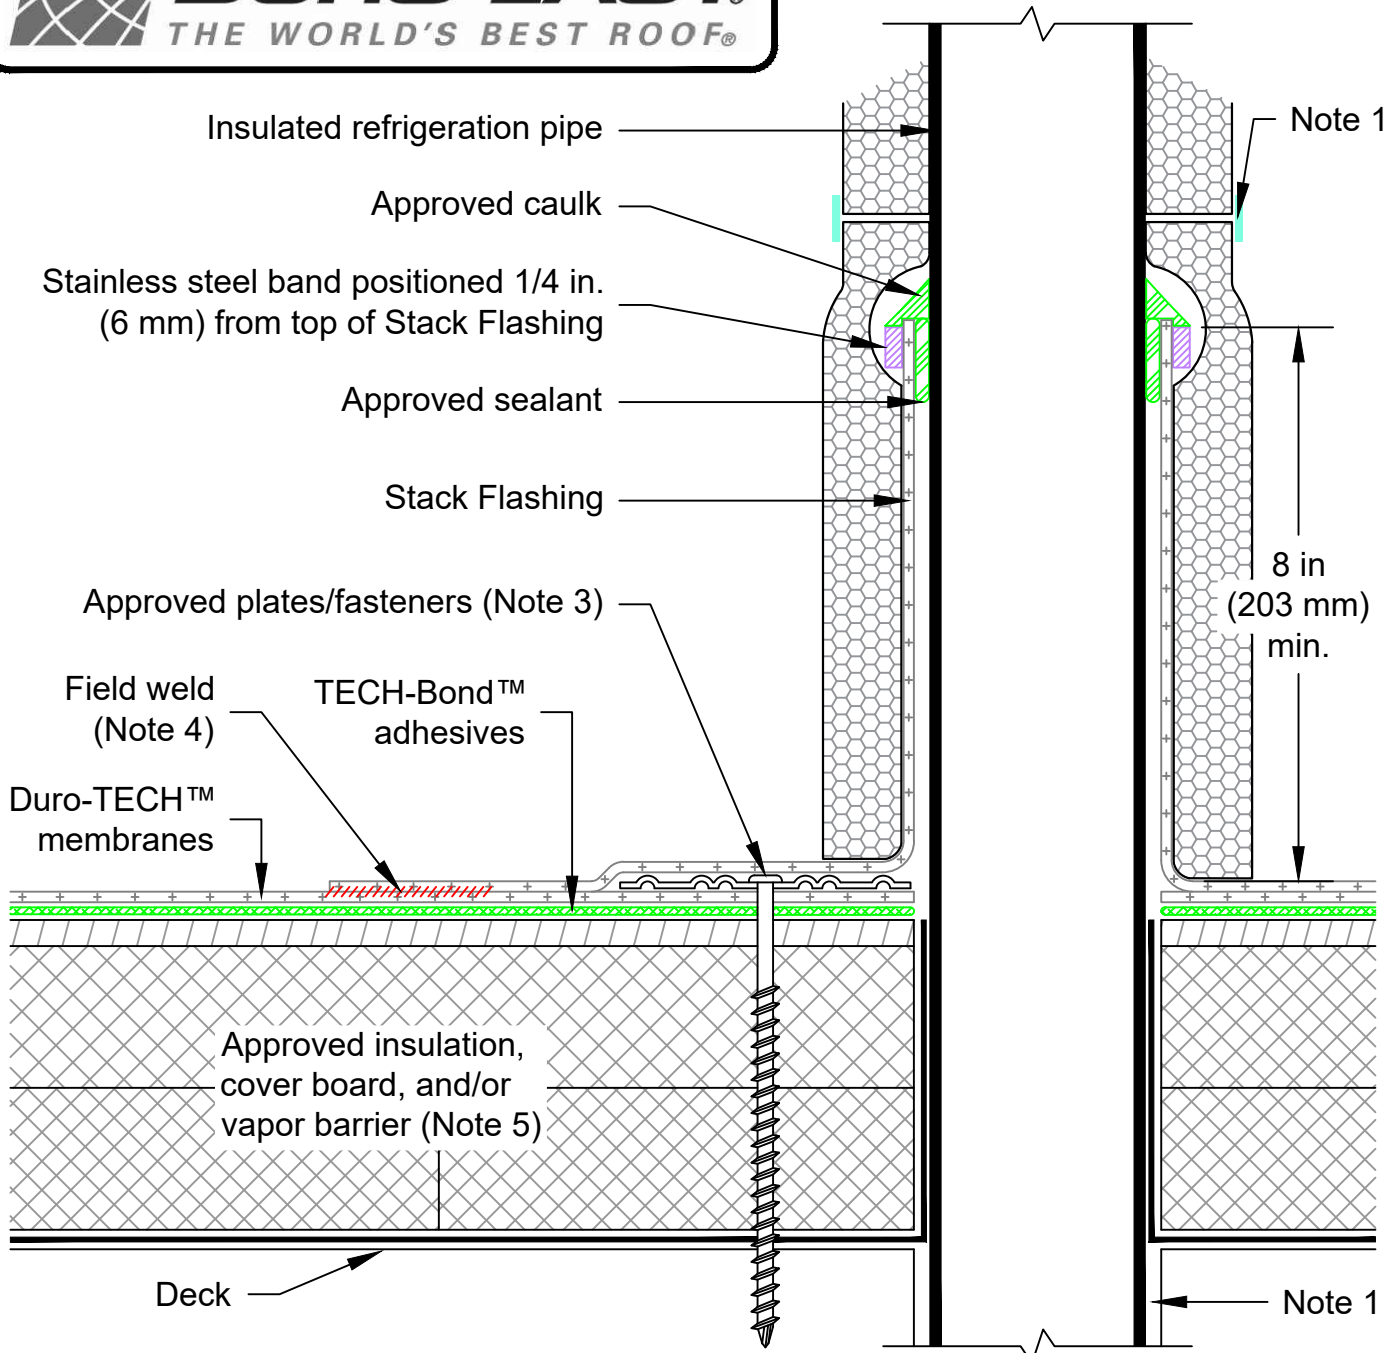 THE WORLD'S BEST ROOF®
Insulated refrigeration pipe
Note 1
Approved caulk
Stainless steel band positioned 1/4 in.
(6 mm) from top of Stack Flashing
Approved sealant
Stack Flashing
8 in
(203 mm)
min.
Approved plates/fasteners (Note 3)
Field weld
(Note 4)
TECH-Bond™
adhesives
Duro-TECH™
membranes
Approved insulation,
cover board, and/or
vapor barrier (Note 5)
Deck
Note 1